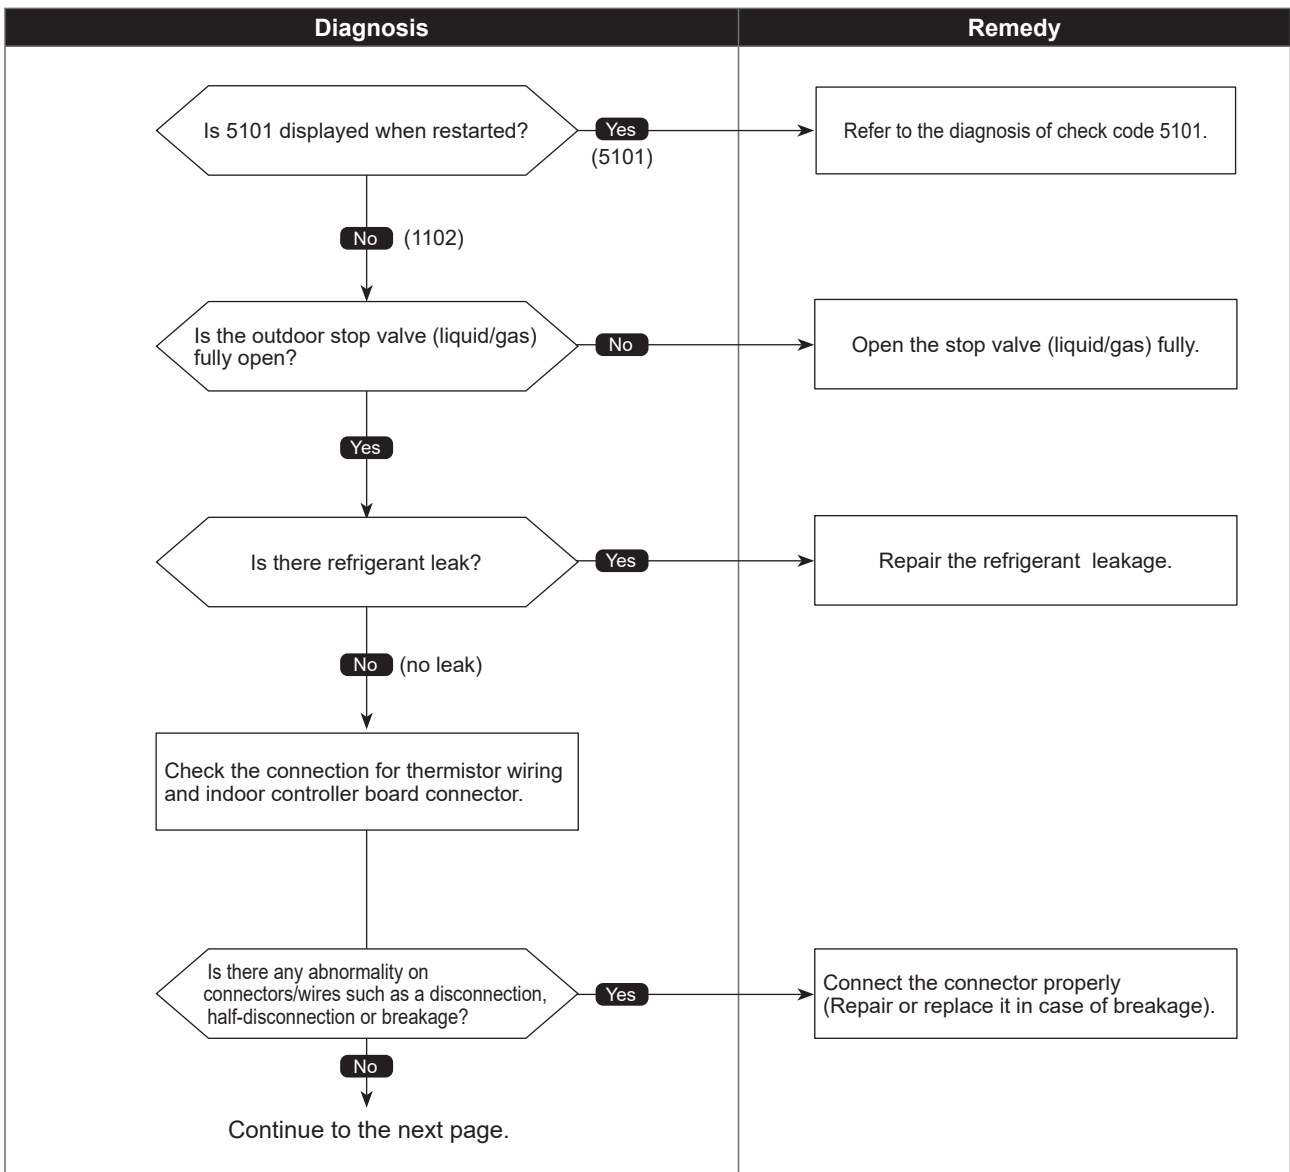 Diagnosis
Remedy
Is 5101 displayed when restarted?
Yes
(5101)
Refer to the diagnosis of check code 5101.
No (1102)
Is the outdoor stop valve (liquid/gas)
fully open?
No
Open the stop valve (liquid/gas) fully.
Yes
Is there refrigerant leak?
Yes
Repair the refrigerant leakage.
No (no leak)
Check the connection for thermistor wiring
and indoor controller board connector.
Is there any abnormality on
connectors/wires such as a disconnection,
half-disconnection or breakage?
Yes
Connect the connector properly
(Repair or replace it in case of breakage).
No
Continue to the next page.